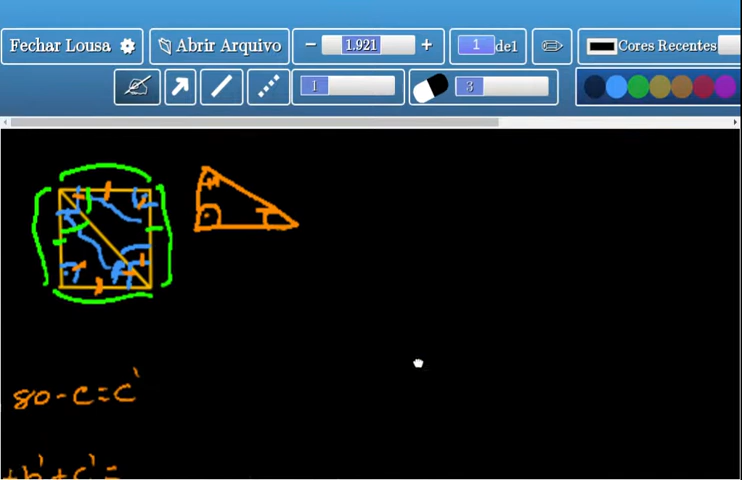 Fechar Lousa Abrir Arquivo − 1.921 + 1 de1 Cores Recentes
1 3
80-c=c'
+b'+c'=